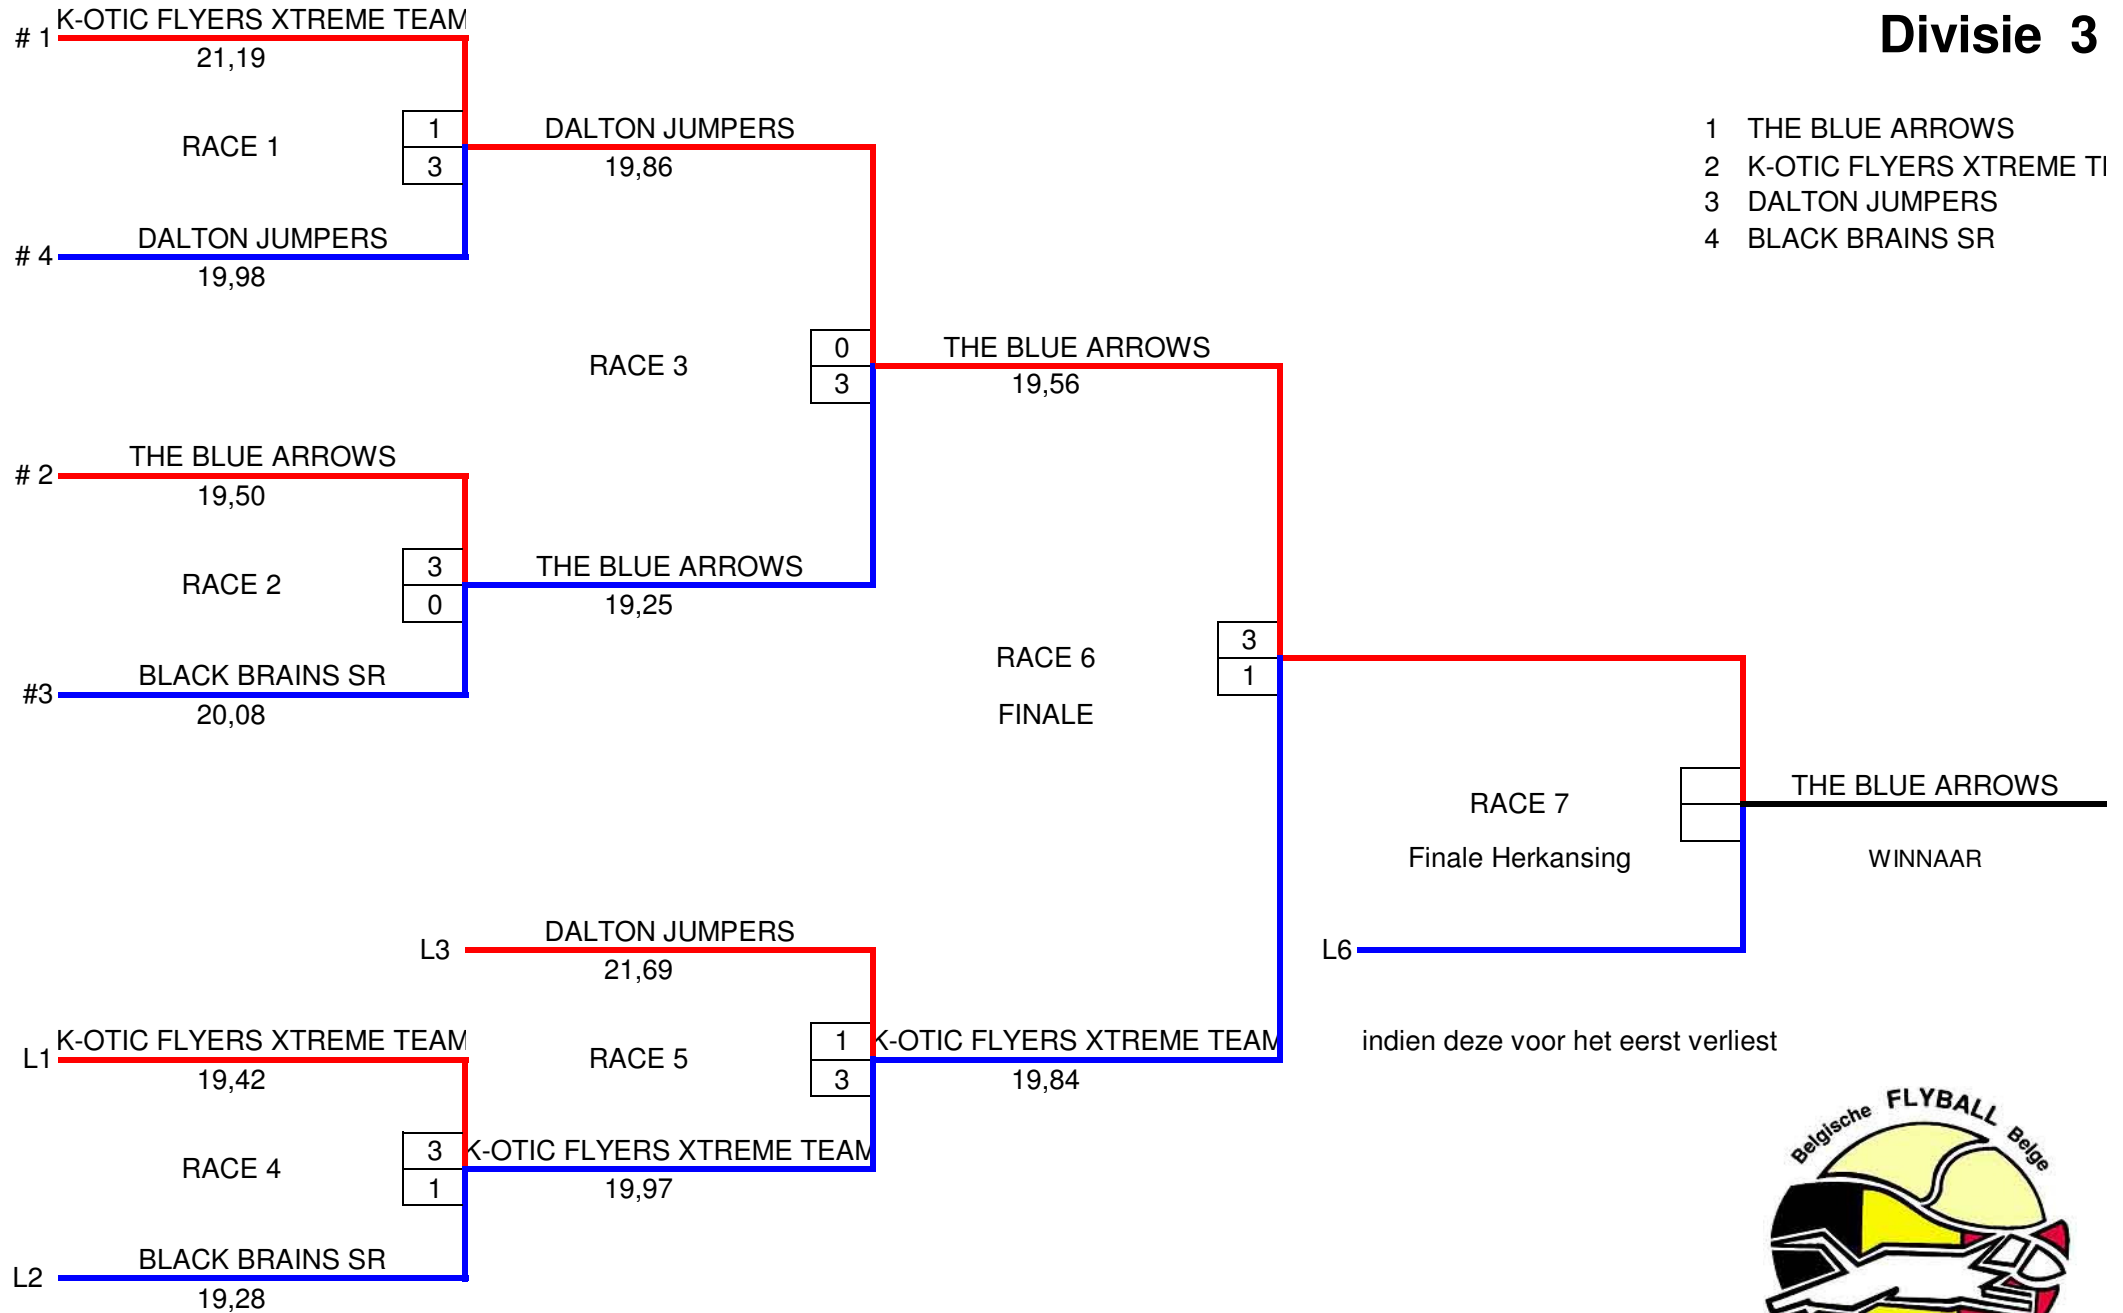 K-OTIC FLYERS XTREME TEAM
# 1
21,19
Divisie 3
RACE 1
1
3
DALTON JUMPERS
19,86
1 THE BLUE ARROWS
2 K-OTIC FLYERS XTREME
3 DALTON JUMPERS
4 BLACK BRAINS SR
DALTON JUMPERS
# 4
19,98
RACE 3
0
3
THE BLUE ARROWS
19,56
THE BLUE ARROWS
# 2
19,50
RACE 2
3
0
THE BLUE ARROWS
19,25
BLACK BRAINS SR
#3
20,08
RACE 6
3
1
FINALE
RACE 7
Finale Herkansing
THE BLUE ARROWS
WINNAAR
L3
DALTON JUMPERS
21,69
L6
indien deze voor het eerst verliest
K-OTIC FLYERS XTREME TEAM
L1
19,42
RACE 5
1
3
K-OTIC FLYERS XTREME TEAM
19,84
RACE 4
3
1
K-OTIC FLYERS XTREME TEAM
19,97
BLACK BRAINS SR
L2
19,28
Belgische FLYBALL Belge